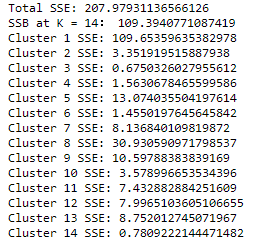 Total SSE: 207.97931136566126
SSB at K = 14:  109.3940771087419
Cluster 1 SSE: 109.65359635382978
Cluster 2 SSE: 3.351919515887938
Cluster 3 SSE: 0.6750326027955612
Cluster 4 SSE: 1.5630678465599586
Cluster 5 SSE: 13.074035504197614
Cluster 6 SSE: 1.4550197645645842
Cluster 7 SSE: 8.136840109819872
Cluster 8 SSE: 30.930590971798537
Cluster 9 SSE: 10.59788383839169
Cluster 10 SSE: 3.578996653534396
Cluster 11 SSE: 7.432882884251609
Cluster 12 SSE: 7.9965103605106655
Cluster 13 SSE: 8.752012745071967
Cluster 14 SSE: 0.7809222144471482